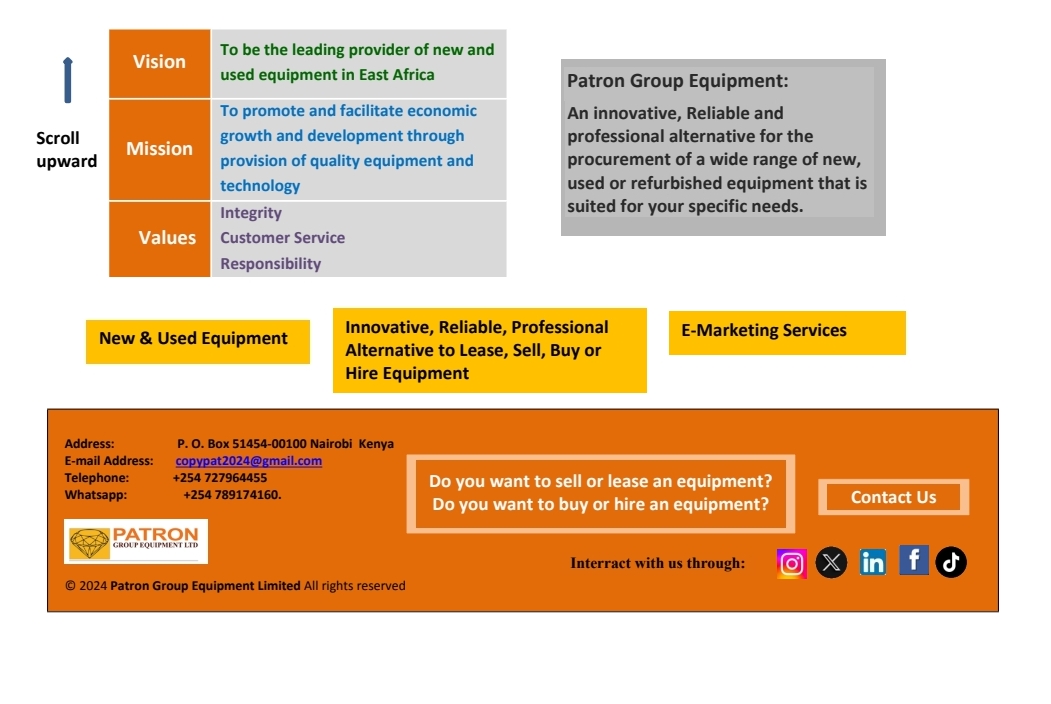 Scroll
upward
Vision
To be the leading provider of new and
used equipment in East Africa
Mission
To promote and facilitate economic
growth and development through
provision of quality equipment and
technology
Values
Integrity
Customer Service
Responsibility
Patron Group Equipment:
An innovative, Reliable and
professional alternative for the
procurement of a wide range of new,
used or refurbished equipment that is
suited for your specific needs.
New & Used Equipment
Innovative, Reliable, Professional
Alternative to Lease, Sell, Buy or
Hire Equipment
E-Marketing Services
Address: P. O. Box 51454-00100 Nairobi Kenya
E-mail Address: copypat2024@gmail.com
Telephone: +254 727964455
Whatsapp: +254 789174160.
PATRON
GROUP EQUIPMENT LTD
© 2024 Patron Group Equipment Limited All rights reserved
Do you want to sell or lease an equipment?
Do you want to buy or hire an equipment?
Contact Us
Interract with us through: